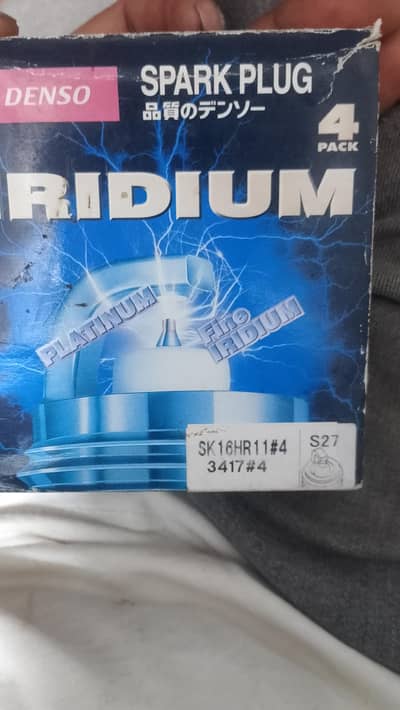 DENSO
SPARK PLUG
品質のデンソー
4
PACK
IRIDIUM
PLATINUM
Fine
IRIDIUM
SK16HR11#4
3417#4
S27